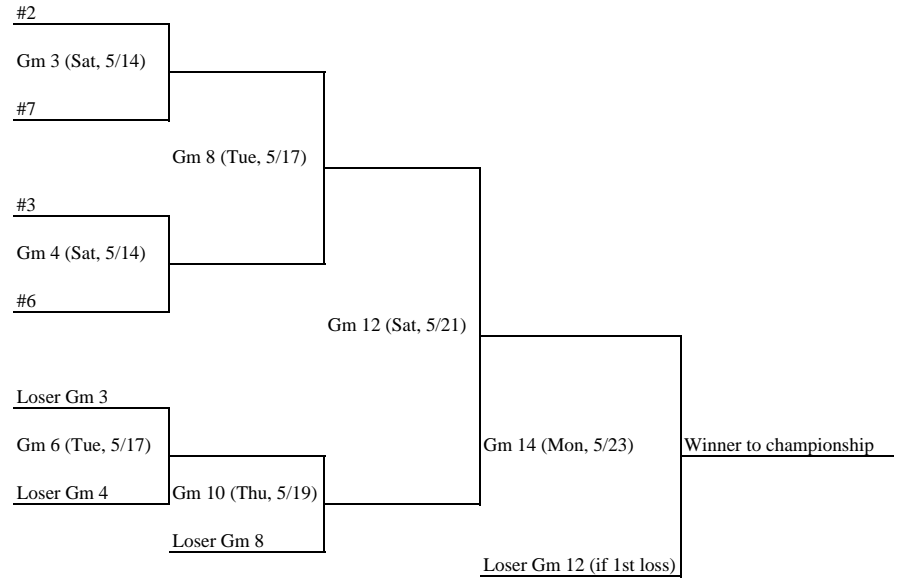 #2
Gm 3 (Sat, 5/14)
#7
Gm 8 (Tue, 5/17)
#3
Gm 4 (Sat, 5/14)
#6
Gm 12 (Sat, 5/21)
Loser Gm 3
Gm 6 (Tue, 5/17)
Gm 14 (Mon, 5/23)
Winner to championship
Loser Gm 4
Gm 10 (Thu, 5/19)
Loser Gm 8
Loser Gm 12 (if 1st loss)